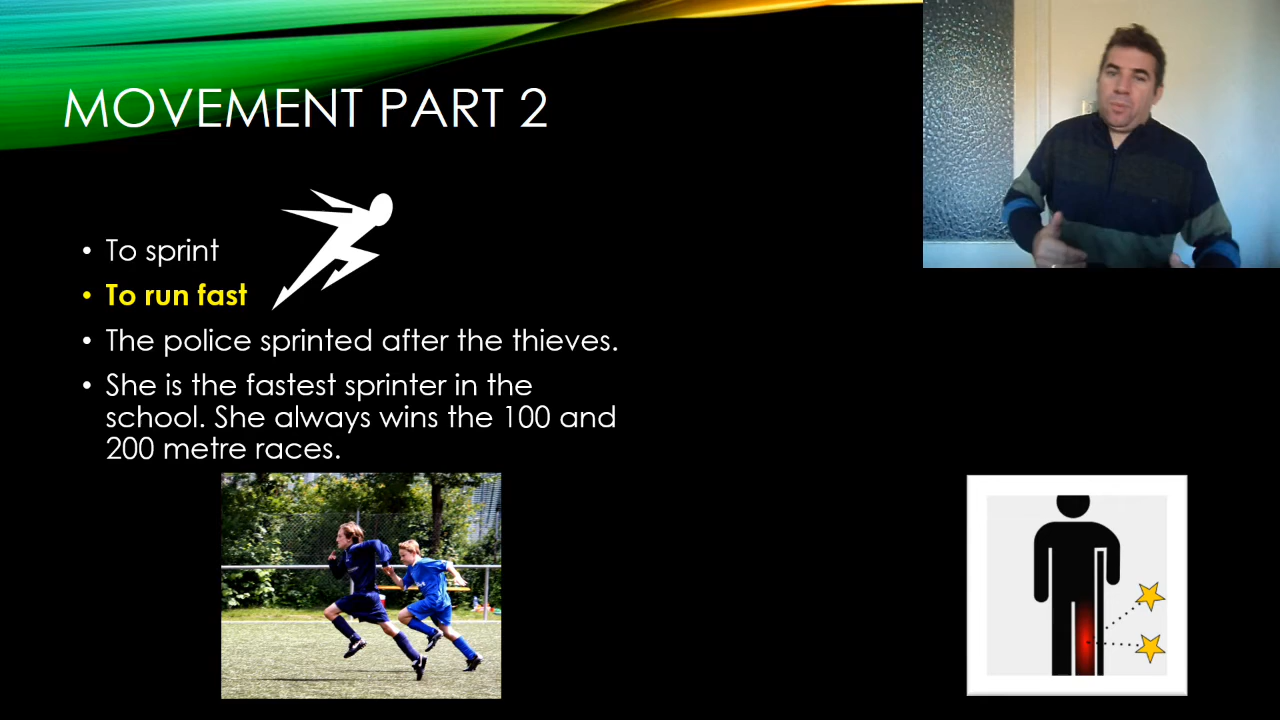 MOVEMENT PART 2
• To sprint
• To run fast
• The police sprinted after the thieves.
• She is the fastest sprinter in the
school. She always wins the 100 and
200 metre races.